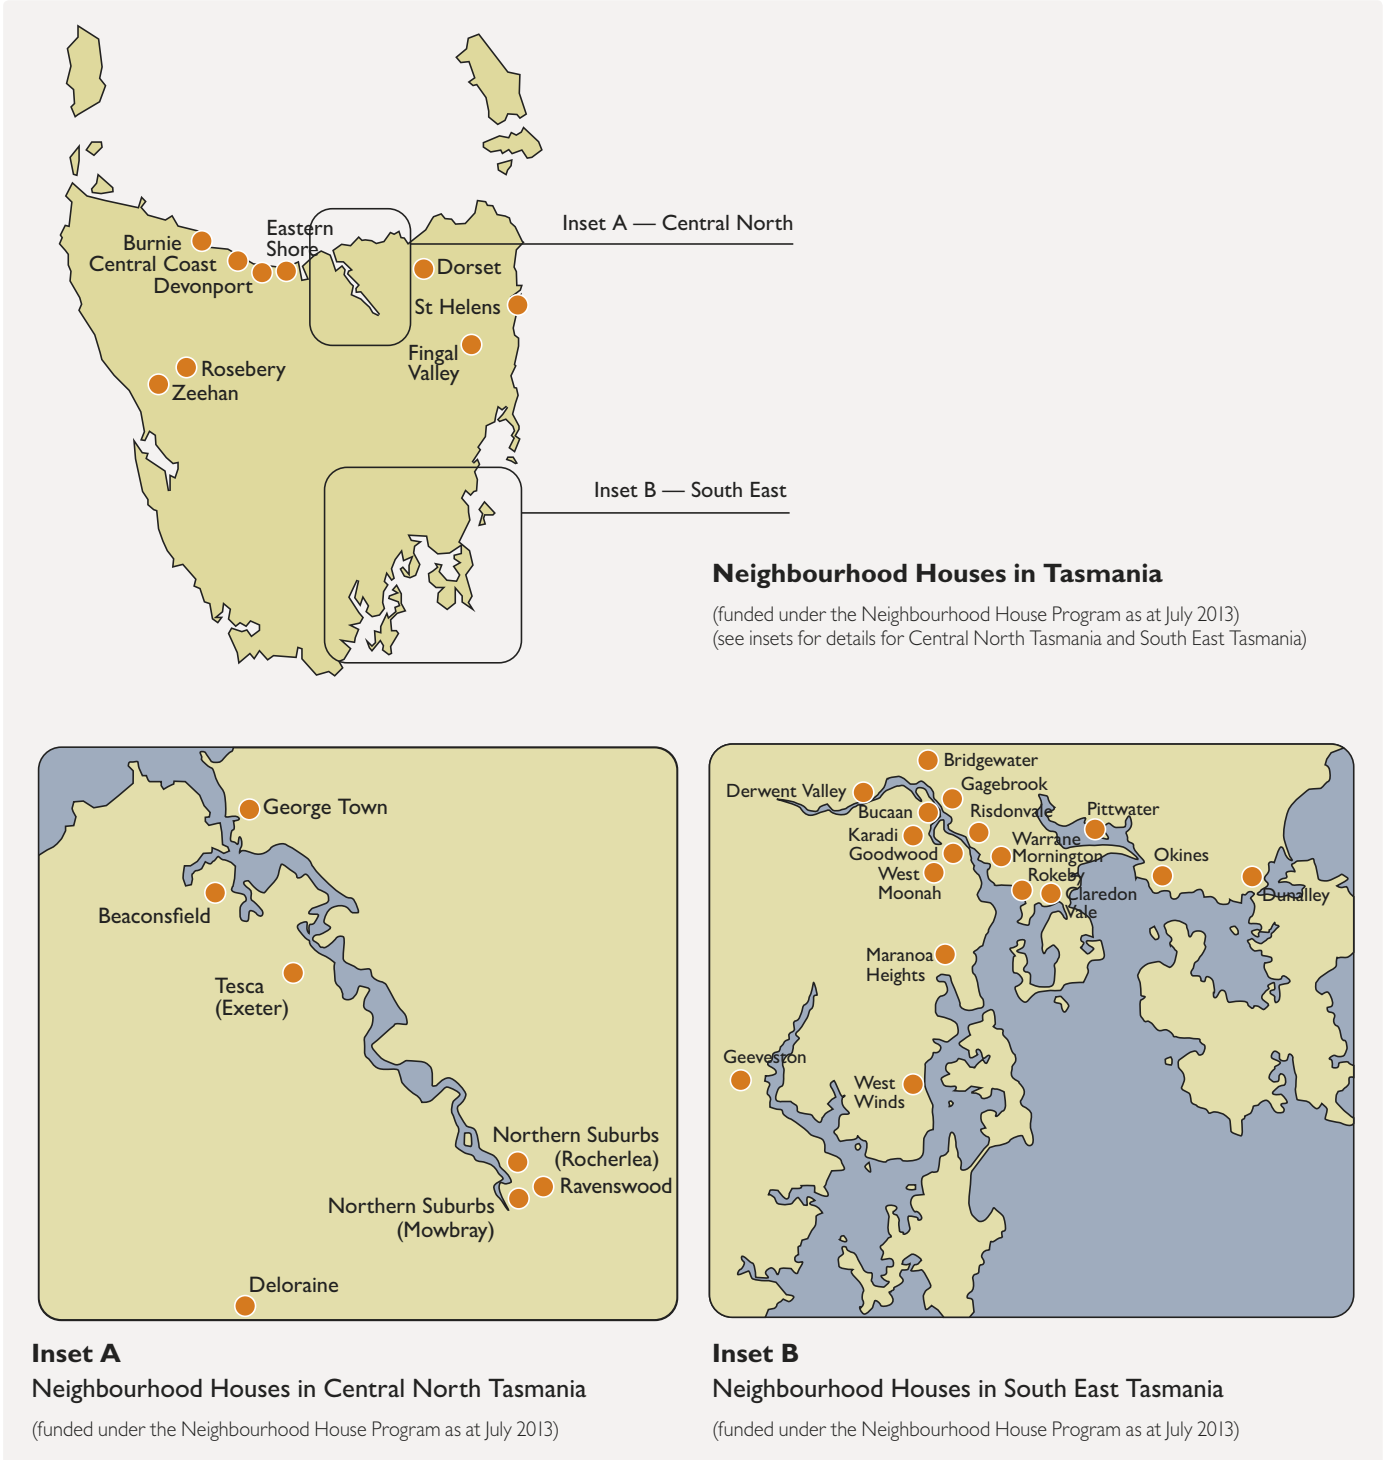 Eastern
Shore
Burnie
Central Coast
Devonport
Inset A — Central North
Dorset
St Helens
Fingal
Valley
Rosebery
Zeehan
Inset B — South East
Neighbourhood Houses in Tasmania
(funded under the Neighbourhood House Program as at July 2013)
(see insets for details for Central North Tasmania and South East Tasmania)
George Town
Beaconsfield
Tesca
(Exeter)
Northern Suburbs
(Rocherlea)
Ravenswood
Northern Suburbs
(Mowbray)
Deloraine
Inset A
Neighbourhood Houses in Central North Tasmania
(funded under the Neighbourhood House Program as at July 2013)
Bridgewater
Derwent Valley
Gagebrook
Bucaan
Risdonvale
Pittwater
Karadi
Warrane
Goodwood
Mornington
Okines
West
Moonah
Rokeby
Claredon
Vale
Dunalley
Maranoa
Heights
Geeveston
West
Winds
Inset B
Neighbourhood Houses in South East Tasmania
(funded under the Neighbourhood House Program as at July 2013)